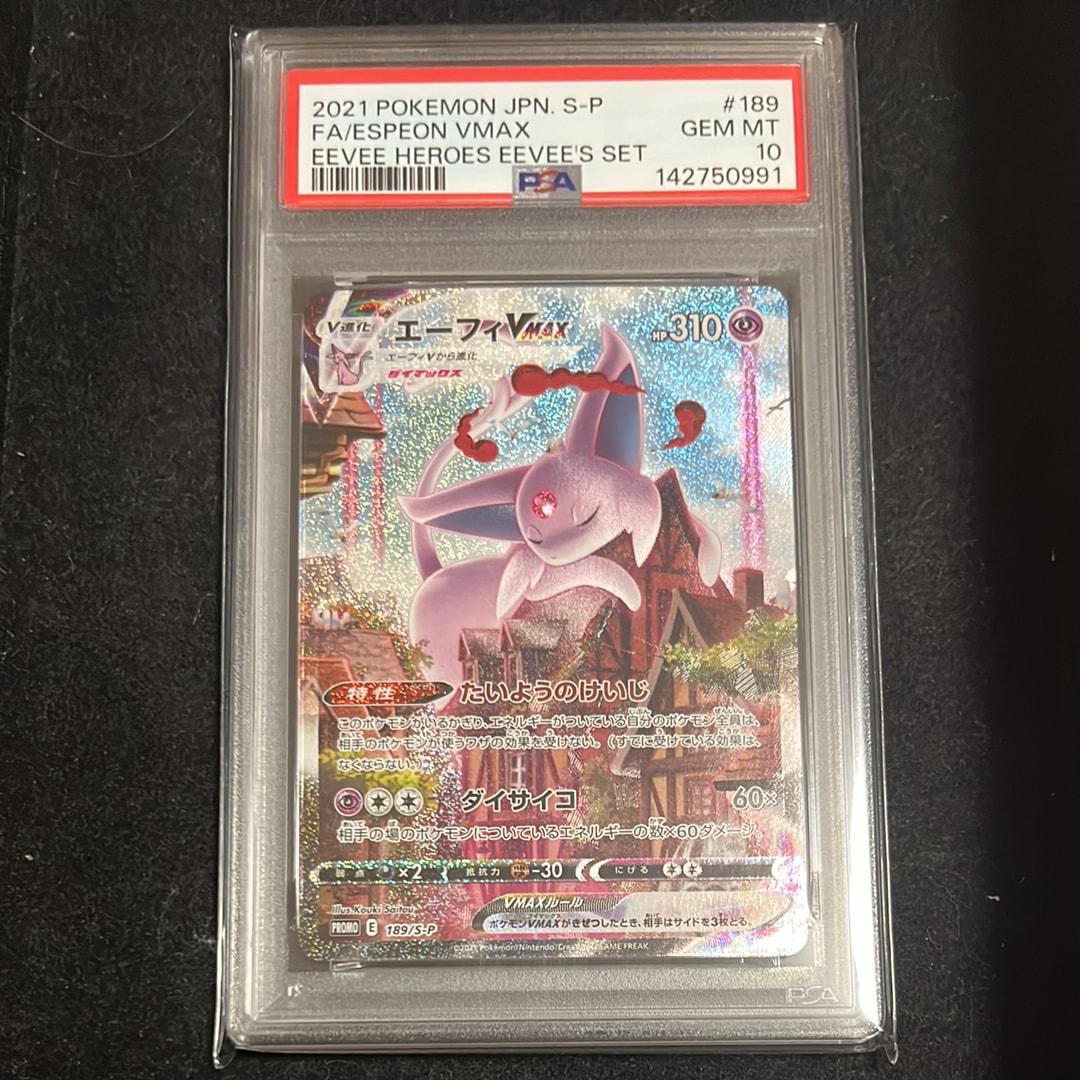 2021 POKEMON JPN. S-P #189
FA/ESPEON VMAX GEM MT
EEVEE HEROES EEVEE'S SET 10
PSA 142750991
V進化 エーフィVMAX HP310
エーフィVから進化
ダイマックス
特性 たいようのけいじ
このポケモンがいるかぎり、エネルギーがついている自分のポケモン全員は、
相手のポケモンが使うワザの効果を受けない。(すでに受けている効果は、
なくならない。)
ダイサイコ 60×
相手の場のポケモンについているエネルギーの数×60ダメージ。
弱点 ×2 抵抗力 -30 にげる
Illus. Kouki Saitou
VMAXルール
PROMO E 189/S-P
ポケモンVMAXがきぜつしたとき、相手はサイドを3枚とる。
©2021 Pokémon/Nintendo/Creatures/GAME FREAK
PSA